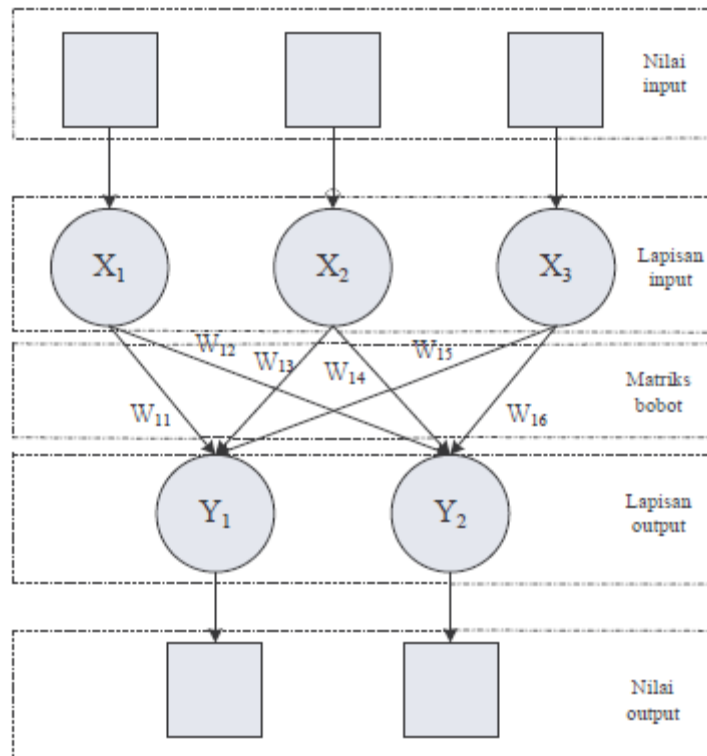 Nilai
input
X₁ X₂ X₃
Lapisan
input
W₁₂ W₁₃ W₁₄ W₁₅
Matriks
bobot
W₁₁ W₁₆
Y₁ Y₂
Lapisan
output
Nilai
output